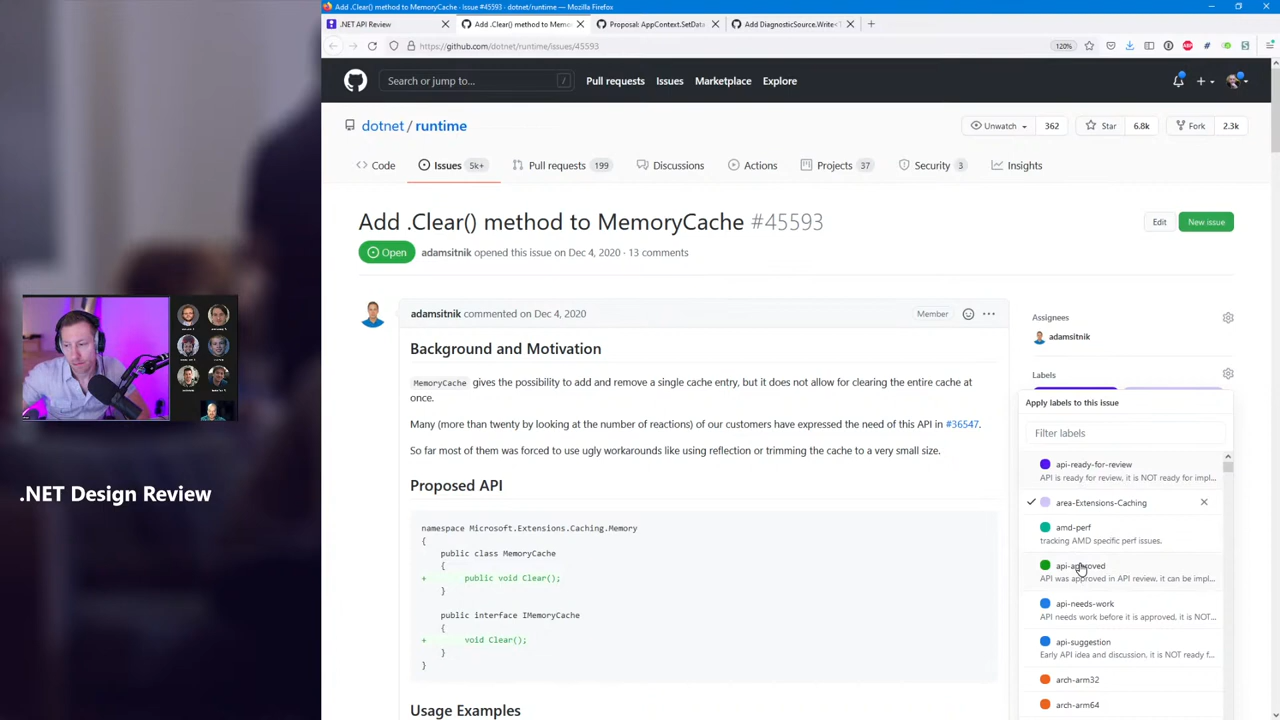 Add .Clear() method to MemoryCache · Issue #45593 · dotnet/runtime — Mozilla Firefox
.NET API Review
Add .Clear() method to Memor
Proposal: AppContext.SetData
Add DiagnosticSource.Write<T
https://github.com/dotnet/runtime/issues/45593
120%
Search or jump to...
/
Pull requests
Issues
Marketplace
Explore
dotnet / runtime
Unwatch
362
Star
6.8k
Fork
2.3k
Code
Issues 5k+
Pull requests 199
Discussions
Actions
Projects 37
Security 3
Insights
Add .Clear() method to MemoryCache #45593
Edit
New issue
Open
adamsitnik opened this issue on Dec 4, 2020 · 13 comments
adamsitnik commented on Dec 4, 2020
Member
Background and Motivation
MemoryCache gives the possibility to add and remove a single cache entry, but it does not allow for clearing the entire cache at
once.
Many (more than twenty by looking at the number of reactions) of our customers have expressed the need of this API in #36547.
So far most of them was forced to use ugly workarounds like using reflection or trimming the cache to a very small size.
Proposed API
namespace Microsoft.Extensions.Caching.Memory
{
public class MemoryCache
{
+ public void Clear();
}
public interface IMemoryCache
{
+ void Clear();
}
}
Usage Examples
Assignees
adamsitnik
Labels
Apply labels to this issue
Filter labels
api-ready-for-review
API is ready for review, it is NOT ready for impl...
area-Extensions-Caching
amd-perf
tracking AMD specific perf issues.
api-approved
API was approved in API review, it can be impl...
api-needs-work
API needs work before it is approved, it is NOT...
api-suggestion
Early API idea and discussion, it is NOT ready f...
arch-arm32
arch-arm64
.NET Design Review